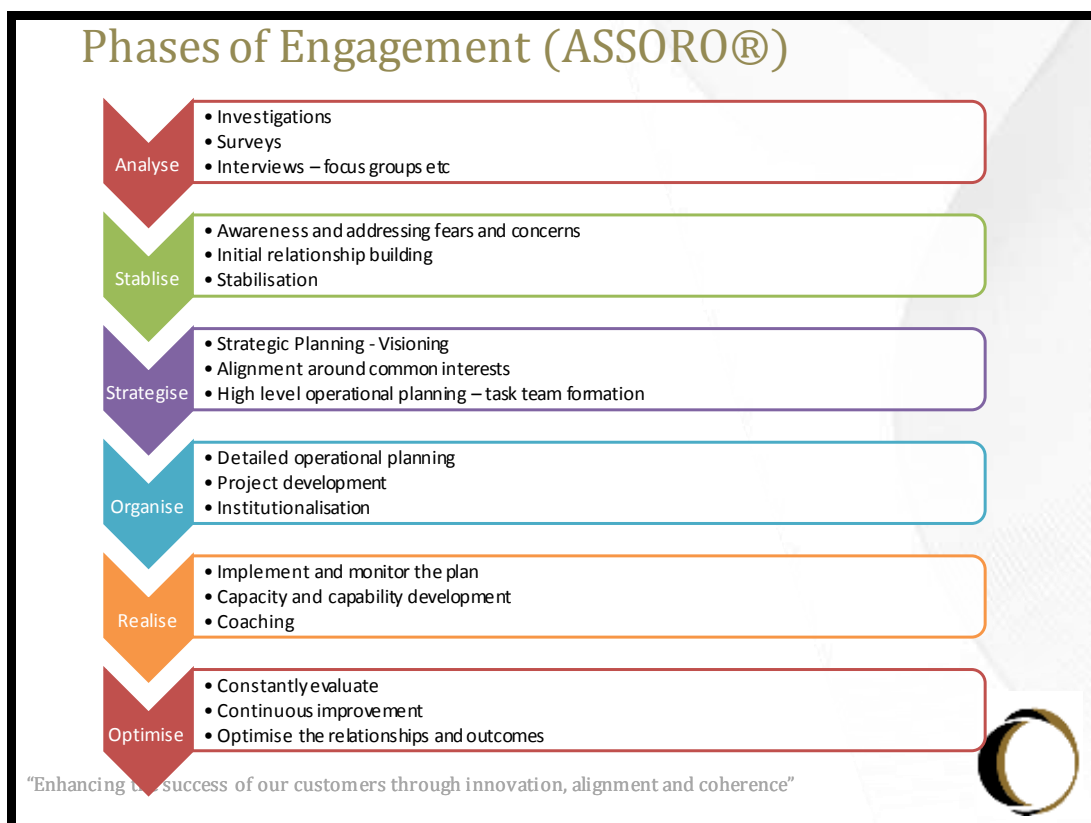 Phases of Engagement (ASSORO®)
Analyse
• Investigations
• Surveys
• Interviews – focus groups etc
Stablise
• Awareness and addressing fears and concerns
• Initial relationship building
• Stabilisation
Strategise
• Strategic Planning - Visioning
• Alignment around common interests
• High level operational planning – task team formation
Organise
• Detailed operational planning
• Project development
• Institutionalisation
Realise
• Implement and monitor the plan
• Capacity and capability development
• Coaching
Optimise
• Constantly evaluate
• Continuous improvement
• Optimise the relationships and outcomes
“Enhancing the success of our customers through innovation, alignment and coherence”